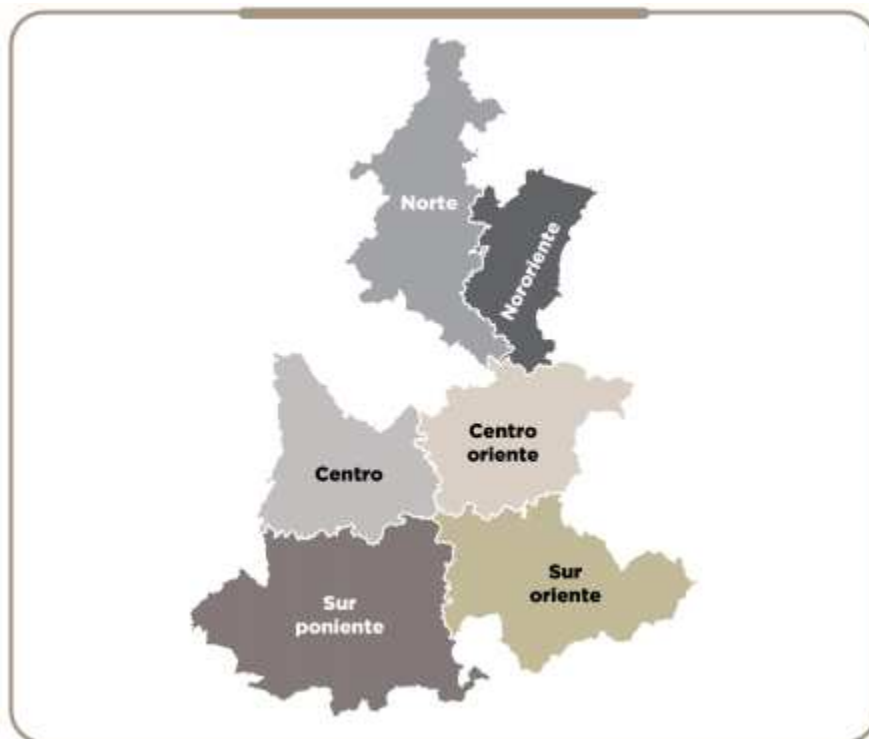 Norte
Nororiente
Centro
oriente
Centro
Sur
oriente
Sur
poniente